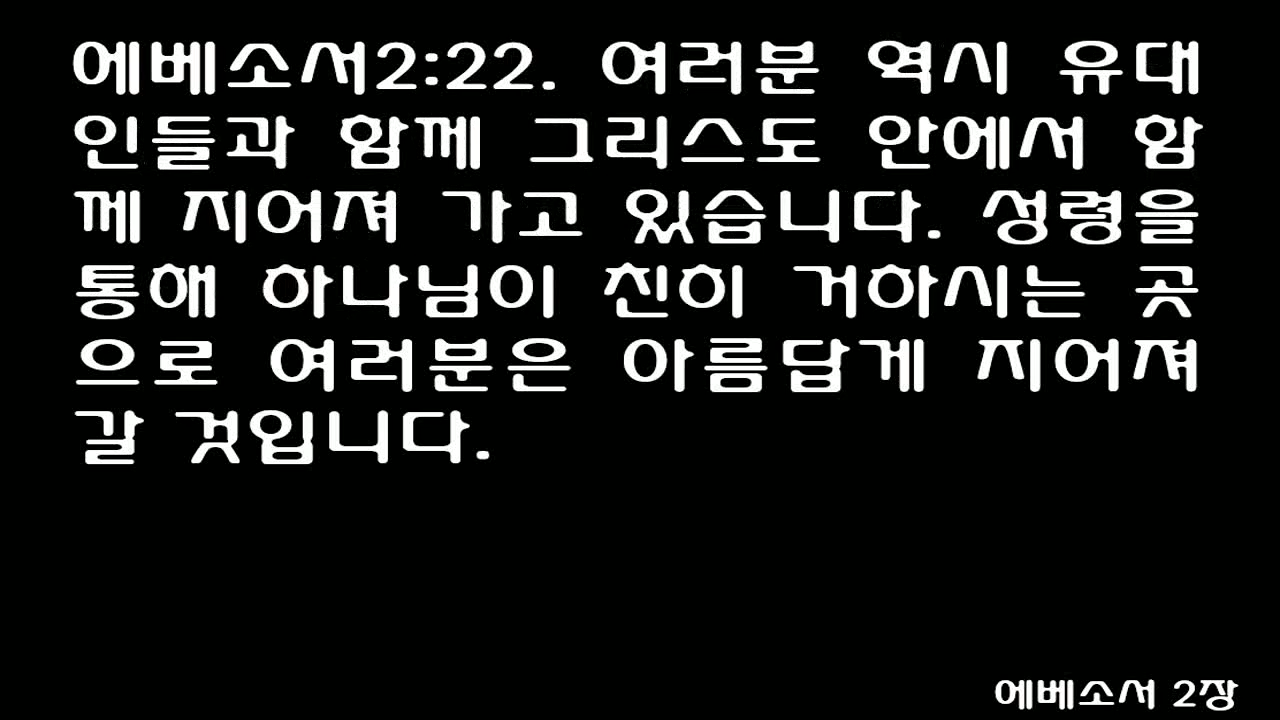 에베소서2:22. 여러분 역시 유대
인들과 함께 그리스도 안에서 함
께 지어져 가고 있습니다. 성령을
통해 하나님이 친히 거하시는 곳
으로 여러분은 아름답게 지어져
갈 것입니다.
에베소서 2장